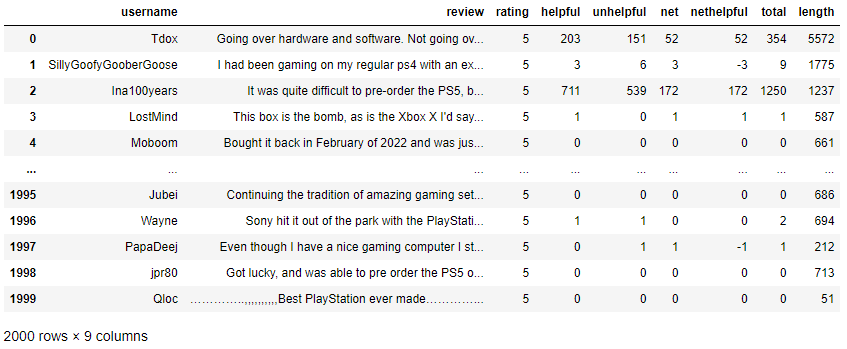 username review rating helpful unhelpful net nethelpful total length
0 Tdox Going over hardware and software. Not going ov... 5 203 151 52 52 354 5572
1 SillyGoofyGooberGoose I had been gaming on my regular ps4 with an ex... 5 3 6 3 -3 9 1775
2 Ina100years It was quite difficult to pre-order the PS5, b... 5 711 539 172 172 1250 1237
3 LostMind This box is the bomb, as is the Xbox X I'd say... 5 1 0 1 1 1 587
4 Moboom Bought it back in February of 2022 and was jus... 5 0 0 0 0 0 661
... ... ... ... ... ... ... ... ... ...
1995 Jubei Continuing the tradition of amazing gaming set... 5 0 0 0 0 0 686
1996 Wayne Sony hit it out of the park with the PlayStati... 5 1 1 0 0 2 694
1997 PapaDeej Even though I have a nice gaming computer I st... 5 0 1 1 -1 1 212
1998 jpr80 Got lucky, and was able to pre order the PS5 o... 5 0 0 0 0 0 713
1999 Qloc …………..,,,,,,,,,,Best PlayStation ever made…………... 5 0 0 0 0 0 51
2000 rows × 9 columns